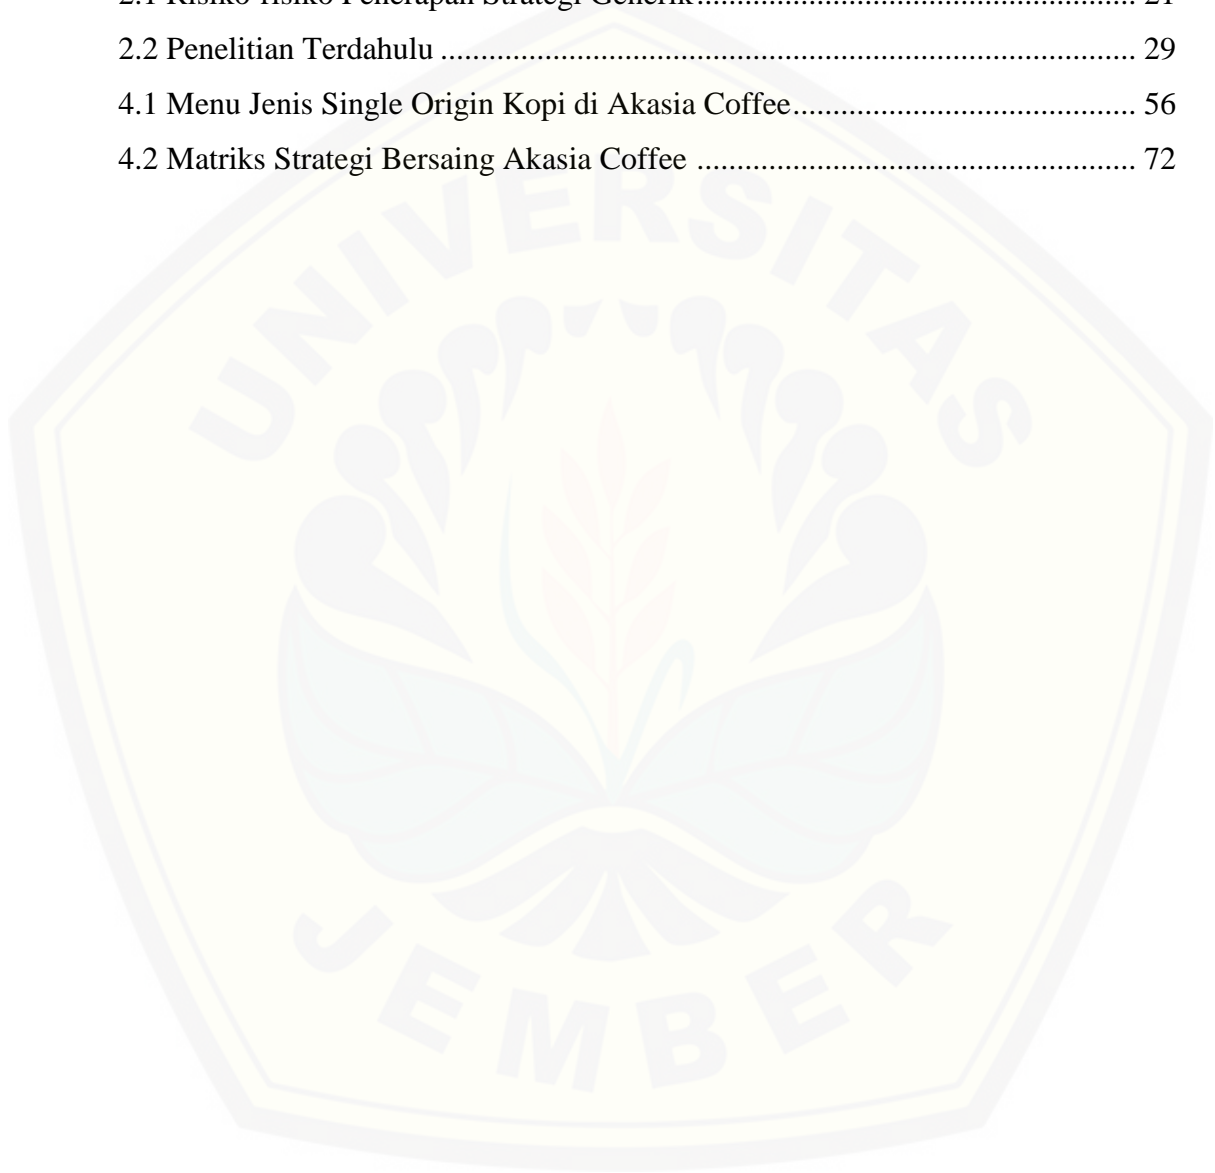 2.1 Risiko-risiko Penerapan Strategi Generik.......................................................... 21
2.2 Penelitian Terdahulu ......................................................................................... 29
4.1 Menu Jenis Single Origin Kopi di Akasia Coffee............................................ 56
4.2 Matriks Strategi Bersaing Akasia Coffee ........................................................ 72
UNIVERSITAS
JEMBER